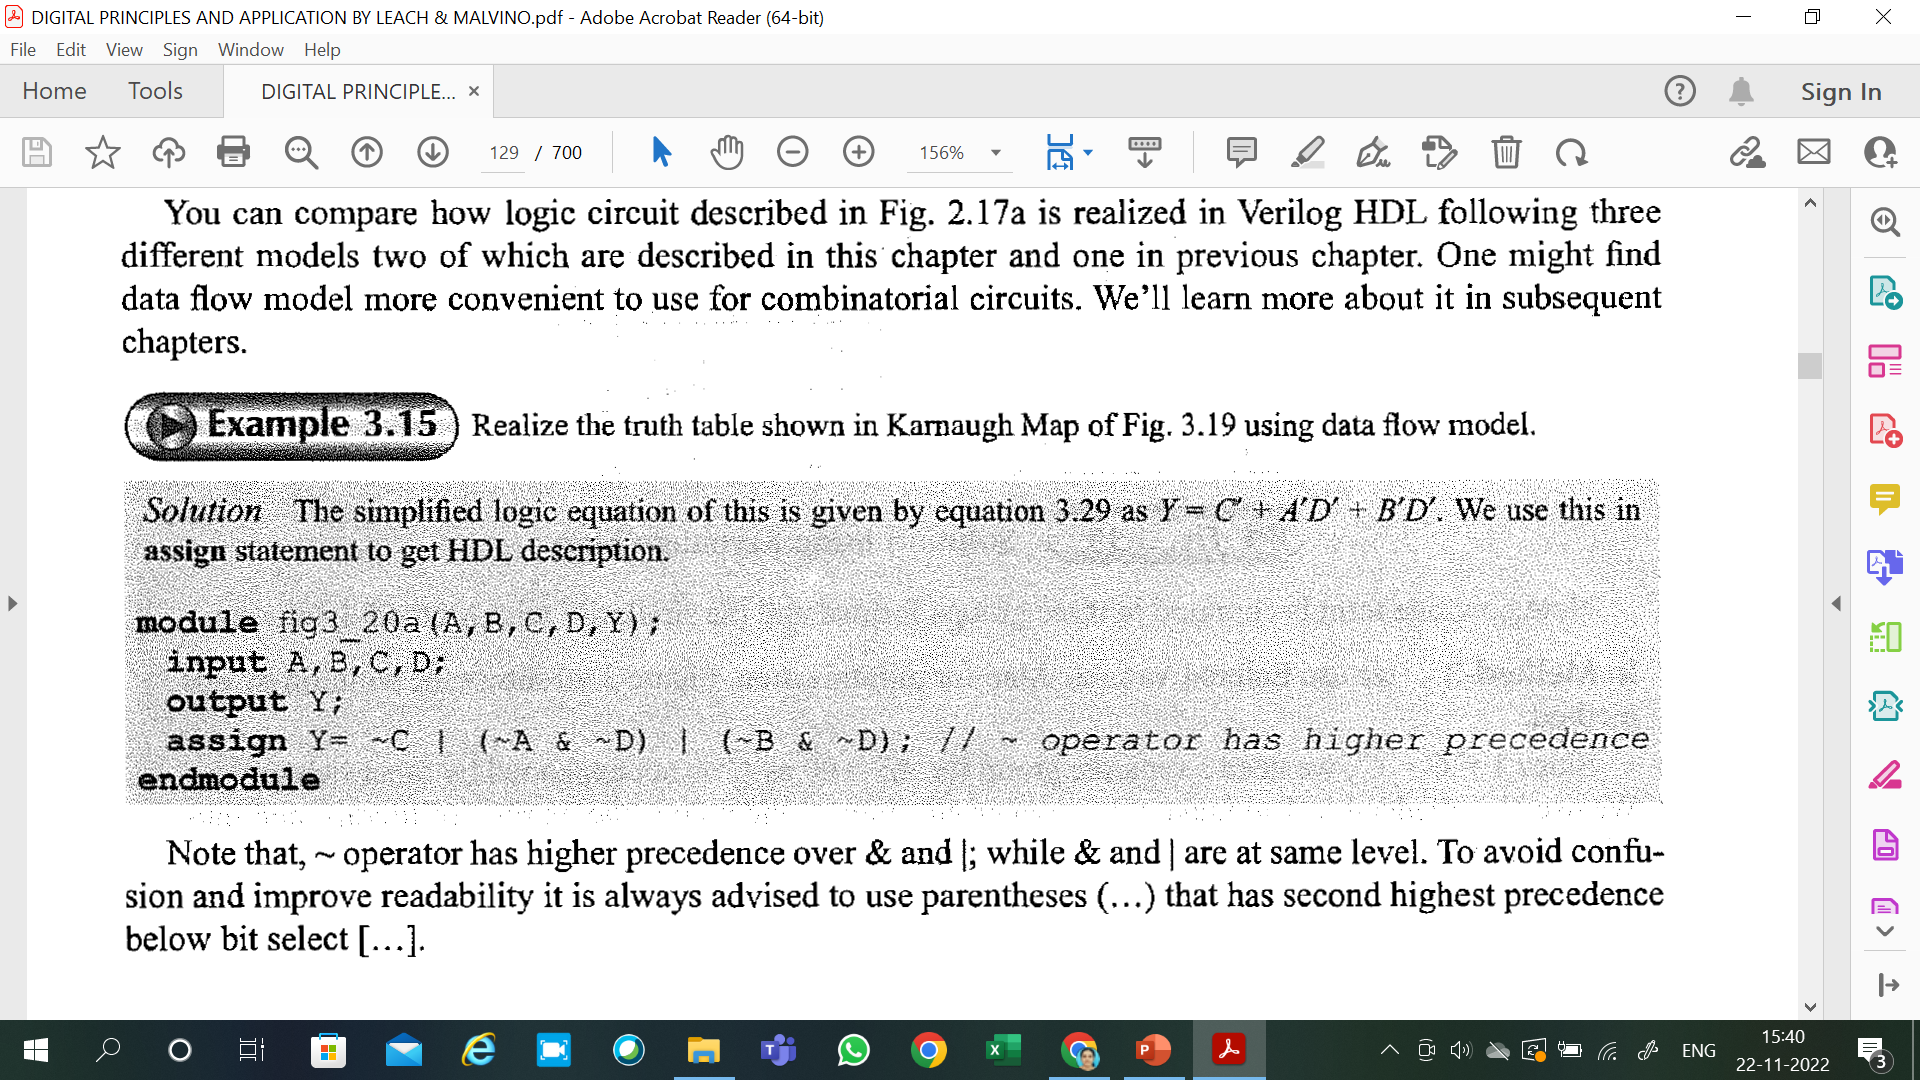 DIGITAL PRINCIPLES AND APPLICATION BY LEACH & MALVINO.pdf - Adobe Acrobat Reader (64-bit)
File Edit View Sign Window Help
Home Tools DIGITAL PRINCIPLE... × Sign In
129 / 700 156%
You can compare how logic circuit described in Fig. 2.17a is realized in Verilog HDL following three
different models two of which are described in this chapter and one in previous chapter. One might find
data flow model more convenient to use for combinatorial circuits. We'll learn more about it in subsequent
chapters.
Example 3.15 Realize the truth table shown in Karnaugh Map of Fig. 3.19 using data flow model.
Solution The simplified logic equation of this is given by equation 3.29 as Y = C' + A'D' + B'D'. We use this in
assign statement to get HDL description.
module fig3_20a(A,B,C,D,Y);
input A,B,C,D;
output Y;
assign Y= ~C | (~A & ~D) | (~B & ~D); // ~ operator has higher precedence
endmodule
Note that, ~ operator has higher precedence over & and |; while & and | are at same level. To avoid confu-
sion and improve readability it is always advised to use parentheses (...) that has second highest precedence
below bit select [...].
ENG
15:40
22-11-2022
3